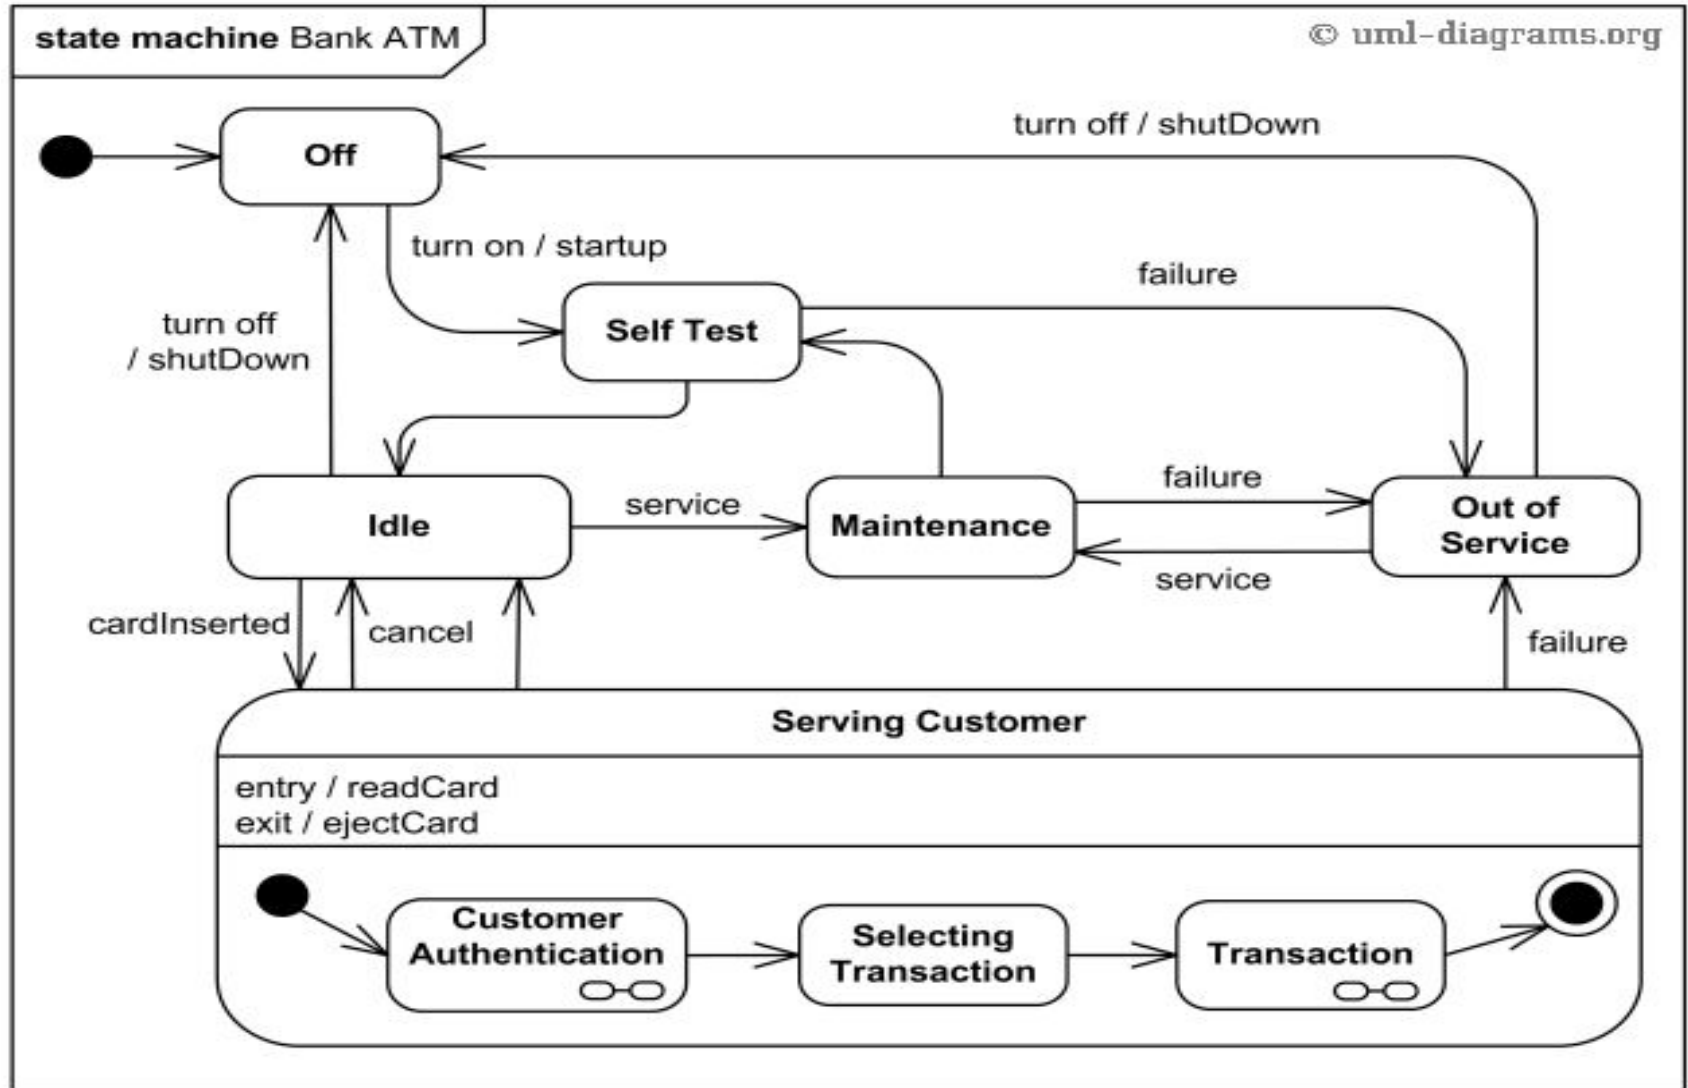 state machine Bank ATM
© uml-diagrams.org
turn off / shutDown
Off
turn on / startup
failure
turn off
/ shutDown
Self Test
Idle
service
Maintenance
failure
service
Out of
Service
cardInserted
cancel
failure
Serving Customer
entry / readCard
exit / ejectCard
Customer
Authentication
Selecting
Transaction
Transaction